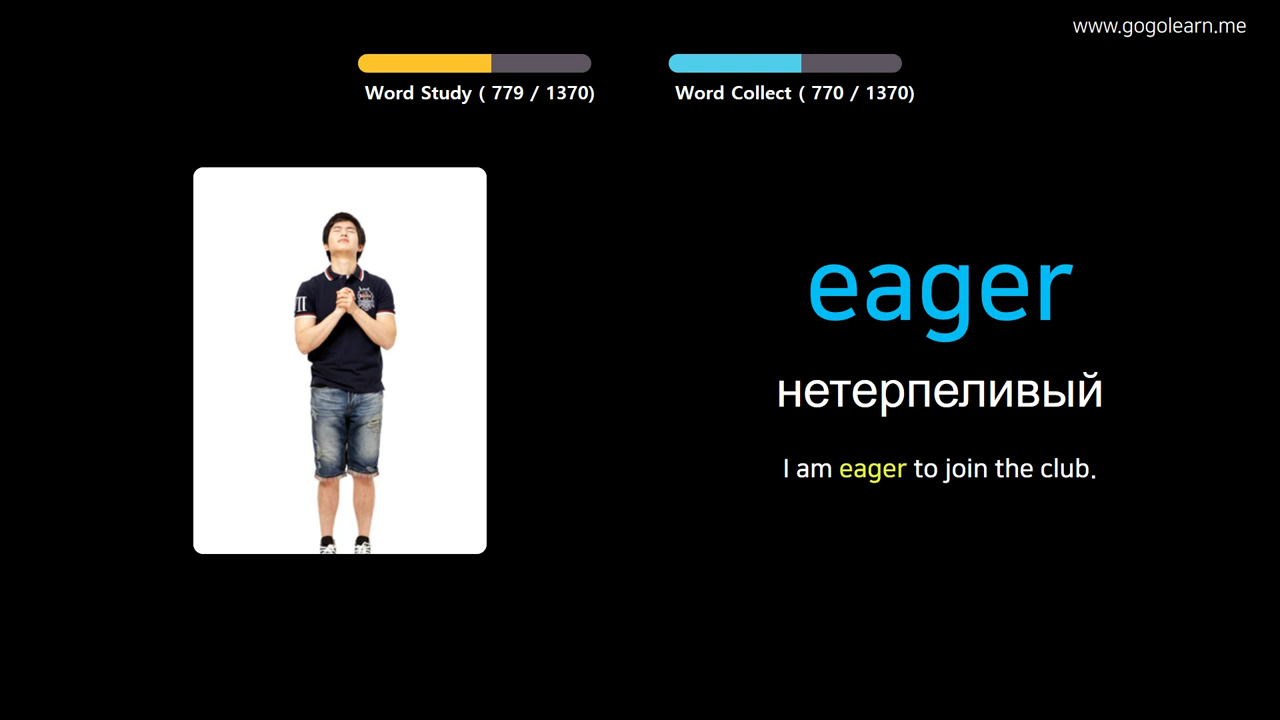 www.gogolearn.me
Word Study ( 779 / 1370)
Word Collect ( 770 / 1370)
eager
нетерпеливый
I am eager to join the club.